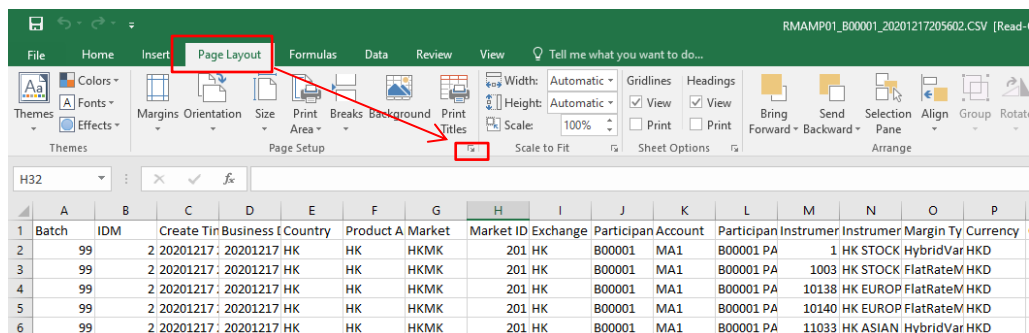 RMAMP01_B00001_20201217205602.CSV [Read-
File Home Insert Page Layout Formulas Data Review View Tell me what you want to do...
Themes Colors Fonts Effects
Margins Orientation Size Print Area Breaks Background Print Titles
Width: Automatic Height: Automatic Scale: 100%
Gridlines View Print Headings View Print
Bring Forward Send Backward Selection Pane Align Group Rotat
Themes Page Setup Scale to Fit Sheet Options Arrange
H32 fx
A B C D E F G H I J K L M N O P
1 Batch IDM Create Tin Business D Country Product A Market Market ID Exchange Participan Account Participan Instrumer Instrumer Margin Ty Currency
2 99 2 20201217 20201217 HK HK HKMK 201 HK B00001 MA1 B00001 PA 1 HK STOCK HybridVar HKD
3 99 2 20201217 20201217 HK HK HKMK 201 HK B00001 MA1 B00001 PA 1003 HK STOCK FlatRateM HKD
4 99 2 20201217 20201217 HK HK HKMK 201 HK B00001 MA1 B00001 PA 10138 HK EUROP FlatRateM HKD
5 99 2 20201217 20201217 HK HK HKMK 201 HK B00001 MA1 B00001 PA 10140 HK EUROP FlatRateM HKD
6 99 2 20201217 20201217 HK HK HKMK 201 HK B00001 MA1 B00001 PA 11033 HK ASIAN HybridVar HKD